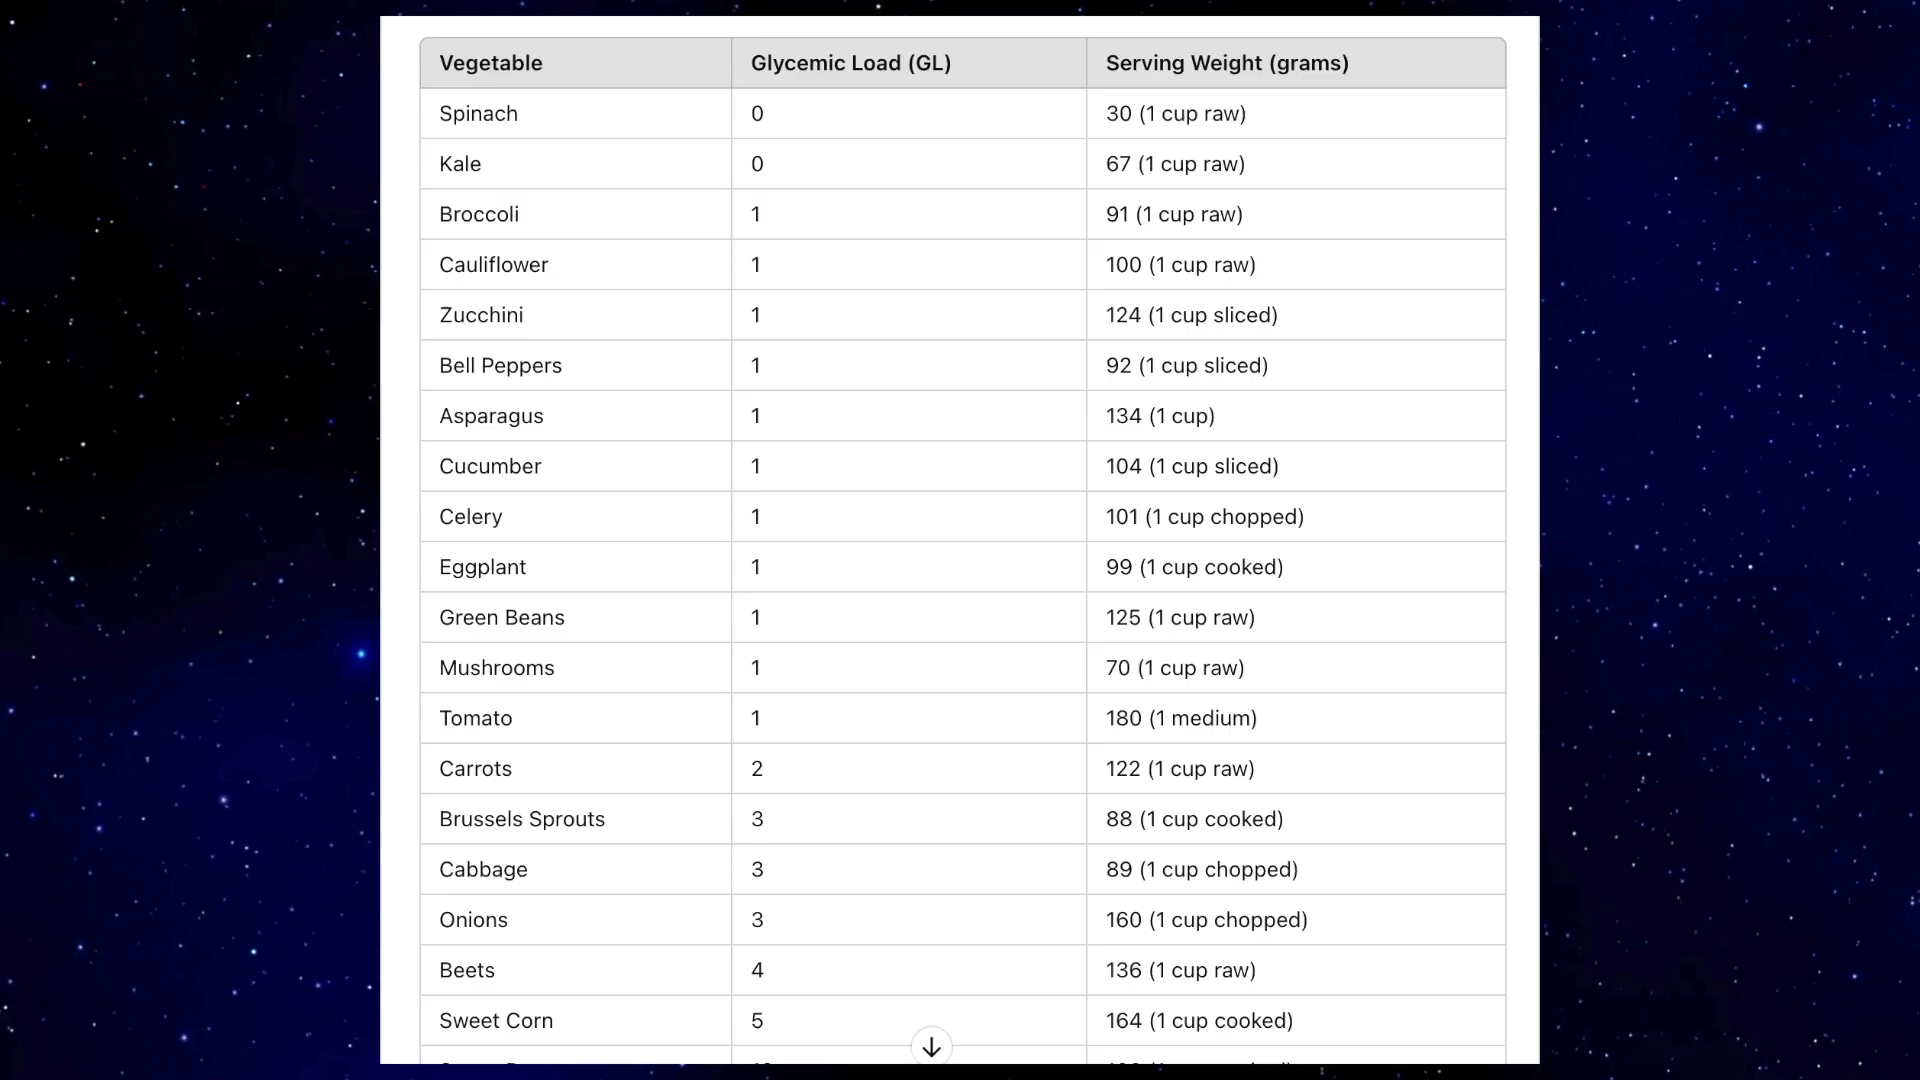 Vegetable Glycemic Load (GL) Serving Weight (grams)
Spinach 0 30 (1 cup raw)
Kale 0 67 (1 cup raw)
Broccoli 1 91 (1 cup raw)
Cauliflower 1 100 (1 cup raw)
Zucchini 1 124 (1 cup sliced)
Bell Peppers 1 92 (1 cup sliced)
Asparagus 1 134 (1 cup)
Cucumber 1 104 (1 cup sliced)
Celery 1 101 (1 cup chopped)
Eggplant 1 99 (1 cup cooked)
Green Beans 1 125 (1 cup raw)
Mushrooms 1 70 (1 cup raw)
Tomato 1 180 (1 medium)
Carrots 2 122 (1 cup raw)
Brussels Sprouts 3 88 (1 cup cooked)
Cabbage 3 89 (1 cup chopped)
Onions 3 160 (1 cup chopped)
Beets 4 136 (1 cup raw)
Sweet Corn 5 164 (1 cup cooked)